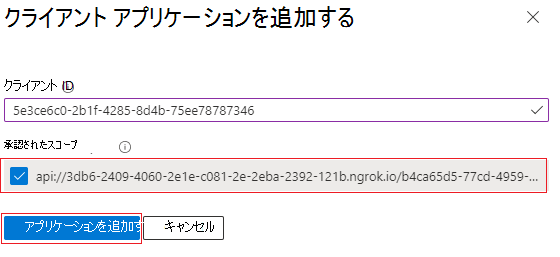 クライアント アプリケーションを追加する
クライアント ID
5e3ce6c0-2b1f-4285-8d4b-75ee78787346
承認されたスコープ
api://3db6-2409-4060-2e1e-c081-2e-2eba-2392-121b.ngrok.io/b4ca65d5-77cd-4959-...
アプリケーションを追加す キャンセル